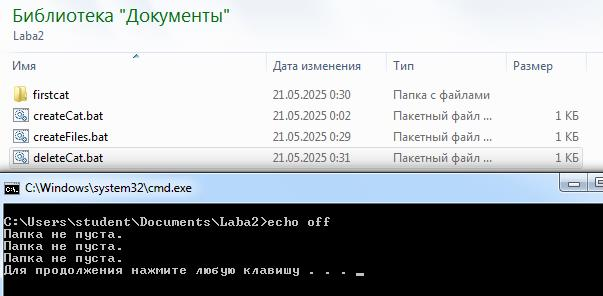 Библиотека "Документы"
Laba2
Имя Дата изменения Тип Размер
firstcat 21.05.2025 0:30 Папка с файлами
createCat.bat 21.05.2025 0:02 Пакетный файл ... 1 КБ
createFiles.bat 21.05.2025 0:29 Пакетный файл ... 1 КБ
deleteCat.bat 21.05.2025 0:31 Пакетный файл ... 1 КБ
C:\Windows\system32\cmd.exe
C:\Users\student\Documents\Laba2>echo off
Папка не пуста.
Папка не пуста.
Папка не пуста.
Для продолжения нажмите любую клавишу . . . _